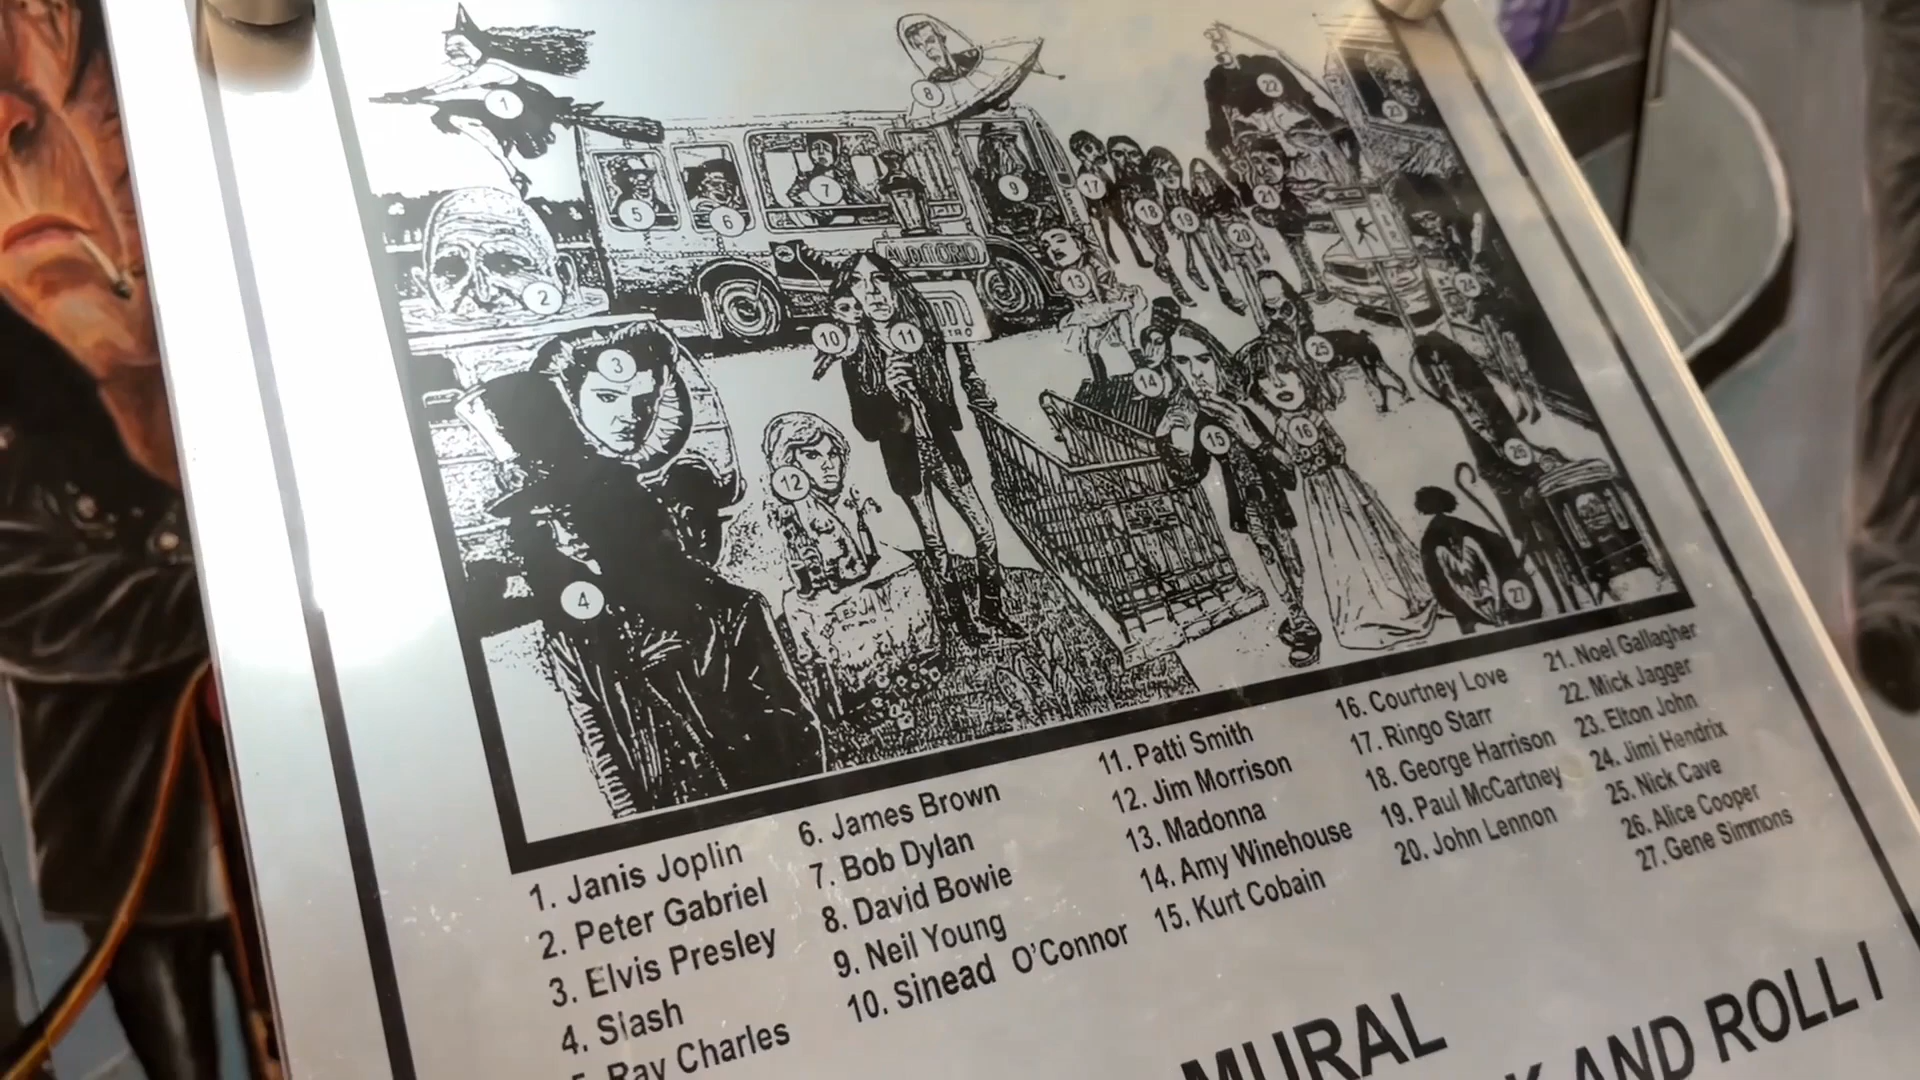 AUDITORIO
1. Janis Joplin
2. Peter Gabriel
3. Elvis Presley
4. Slash
5. Ray Charles
6. James Brown
7. Bob Dylan
8. David Bowie
9. Neil Young
10. Sinead O'Connor
11. Patti Smith
12. Jim Morrison
13. Madonna
14. Amy Winehouse
15. Kurt Cobain
16. Courtney Love
17. Ringo Starr
18. George Harrison
19. Paul McCartney
20. John Lennon
21. Noel Gallagher
22. Mick Jagger
23. Elton John
24. Jimi Hendrix
25. Nick Cave
26. Alice Cooper
27. Gene Simmons
MURAL
AND ROLL I